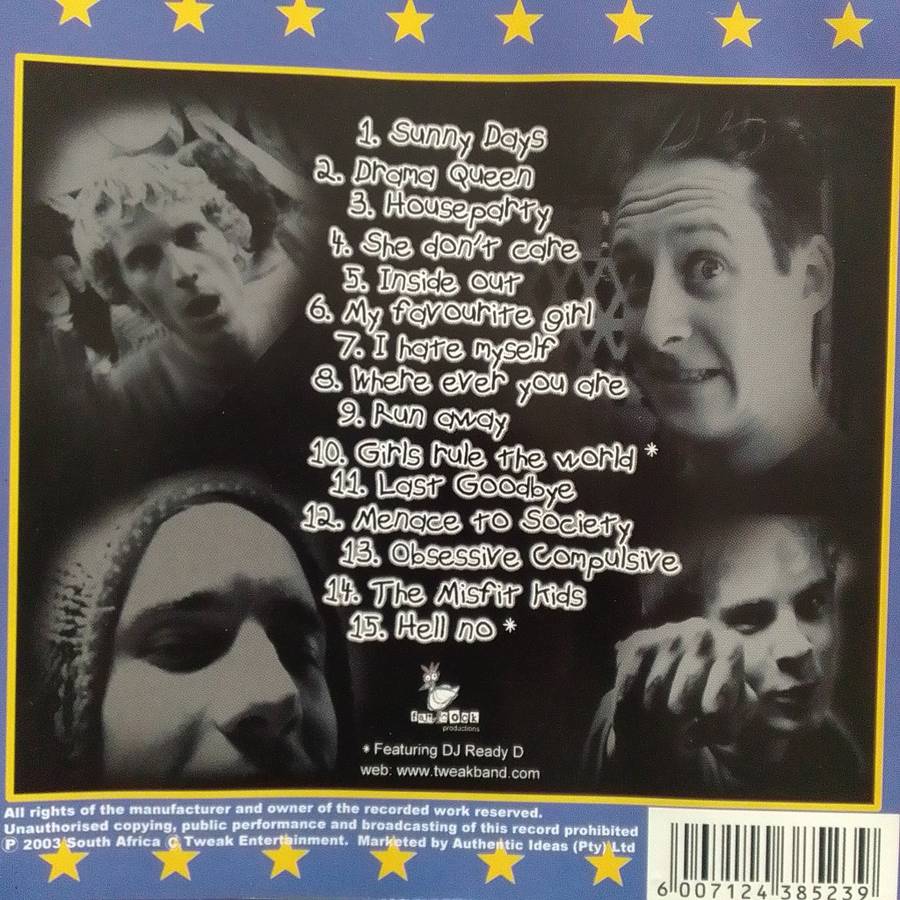 1. Sunny Days
2. Drama Queen
3. Houseparty
4. She don't care
5. Inside out
6. My favourite girl
7. I hate myself
8. Where ever you are
9. Run away
10. Girls rule the world *
11. Last Goodbye
12. Menace to Society
13. Obsessive Compulsive
14. The Misfit Kids
15. Hell no *
cock
productions
* Featuring DJ Ready D
web: www.tweakband.com
All rights of the manufacturer and owner of the recorded work reserved.
Unauthorised copying, public performance and broadcasting of this record prohibited
℗ 2003 South Africa © Tweak Entertainment. Marketed by Authentic Ideas (Pty) Ltd
6 007124 385239